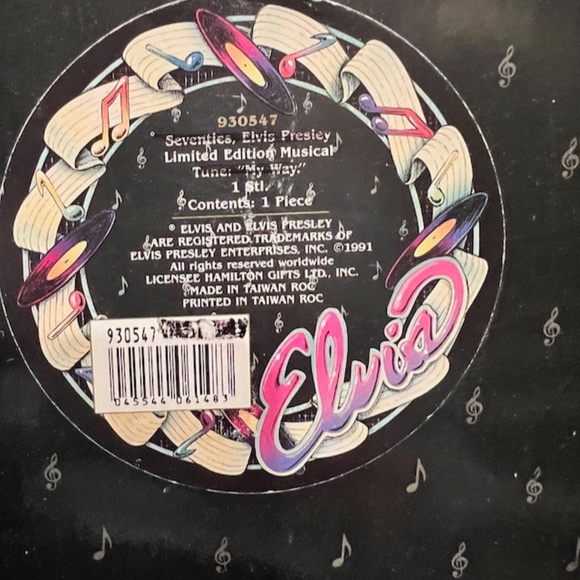 930547
Seventies, Elvis Presley
Limited Edition Musical
Tune: "My Way"
1 Stl.
Contents: 1 Piece
® ELVIS AND ELVIS PRESLEY
ARE REGISTERED TRADEMARKS OF
ELVIS PRESLEY ENTERPRISES, INC. ©1991
All rights reserved worldwide
LICENSEE HAMILTON GIFTS LTD., INC.
MADE IN TAIWAN ROC
PRINTED IN TAIWAN ROC
930547
045544 061483
Elvis